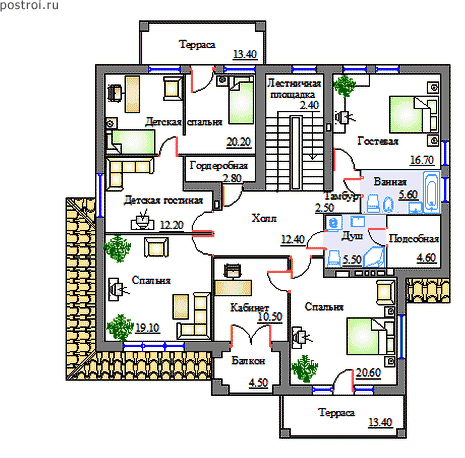 postroi.ru
Терраса
13.40
Лестничная
площадка
2.40
Детская спальня
20.20
Гостевая
16.70
Гордеробная
2.80
Ванная
5.60
Тамбур
2.50
Детская гостиная
12.20
Холл
12.40
Душ
5.50
Подсобная
4.60
Спальня
19.10
Кабинет
10.50
Спальня
20.60
Балкон
4.50
Терраса
13.40